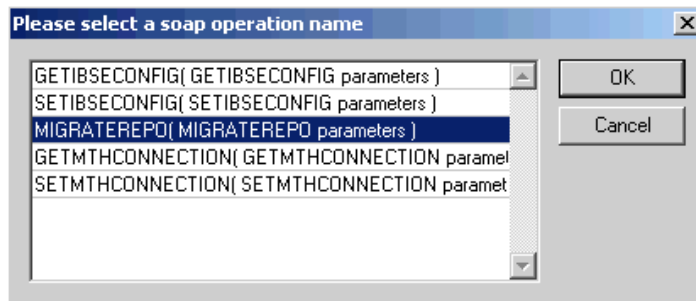 Please select a soap operation name
GETIBSECONFIG( GETIBSECONFIG parameters )
SETIBSECONFIG( SETIBSECONFIG parameters )
MIGRATEREPO( MIGRATEREPO parameters )
GETMTHCONNECTION( GETMTHCONNECTION paramet
SETMTHCONNECTION( SETMTHCONNECTION paramet
OK
Cancel